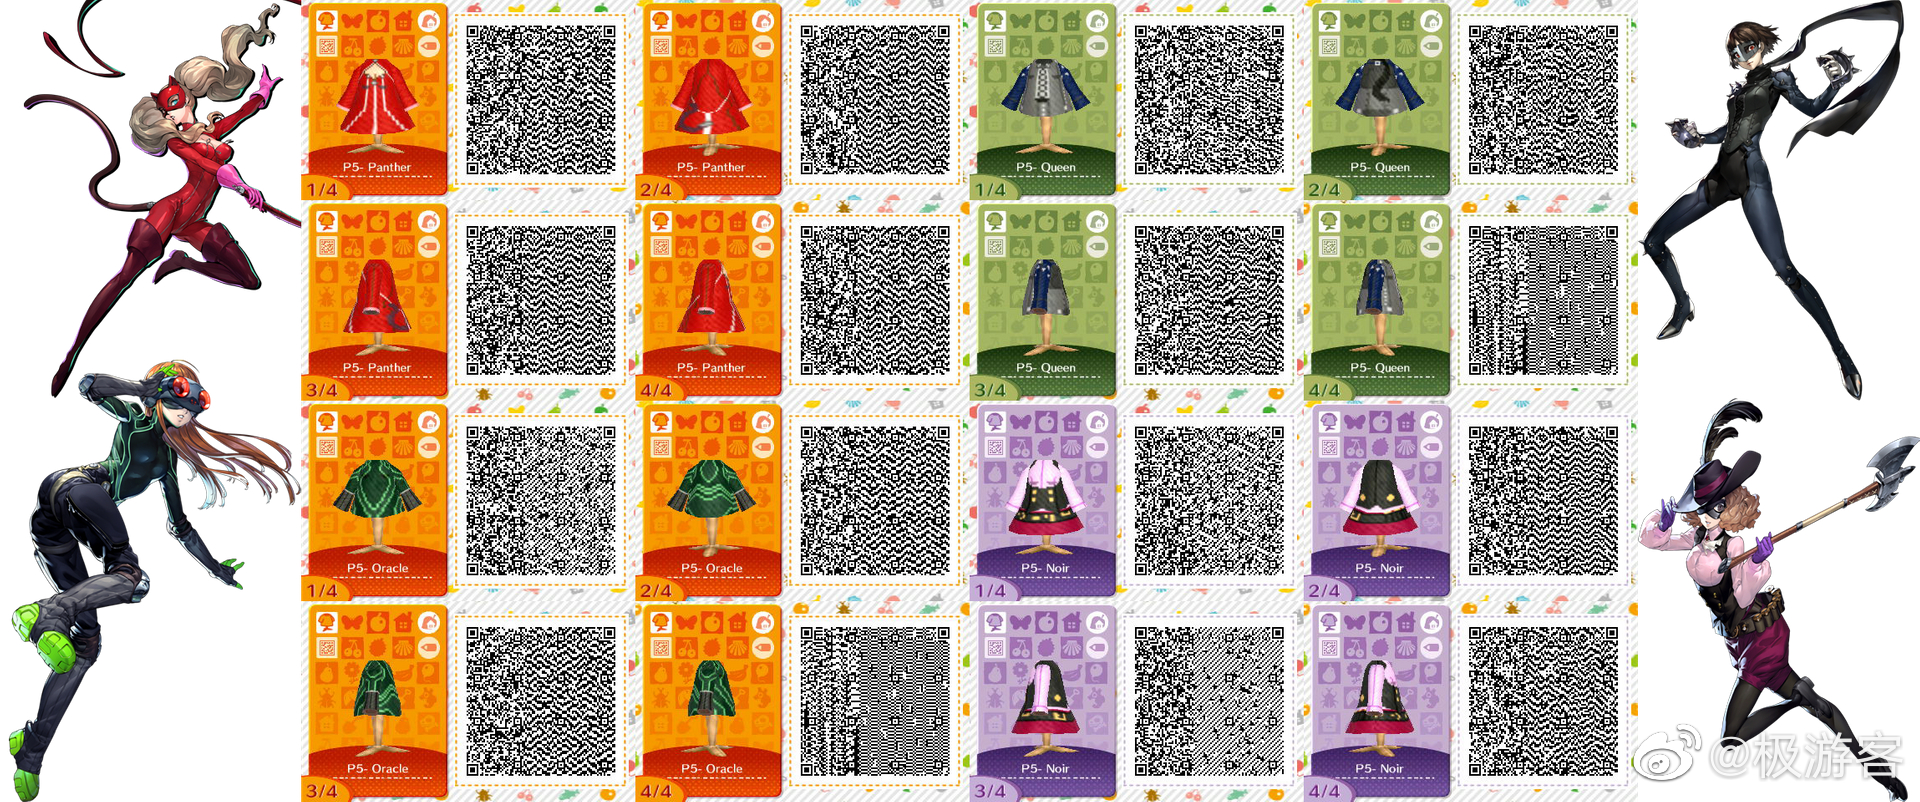 P5- Panther
1/4
P5- Panther
2/4
P5- Queen
1/4
P5- Queen
2/4
P5- Panther
3/4
P5- Panther
4/4
P5- Queen
3/4
P5- Queen
4/4
P5- Oracle
1/4
P5- Oracle
2/4
P5- Noir
1/4
P5- Noir
2/4
P5- Oracle
3/4
P5- Oracle
4/4
P5- Noir
3/4
P5- Noir
4/4
@极游客